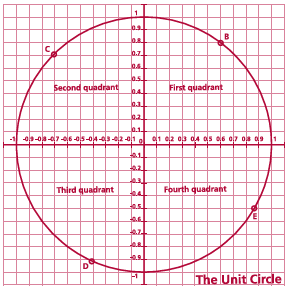 1
B
0.9
0.8
C
0.7
0.6
0.5
Second quadrant
First quadrant
0.4
0.3
0.2
0.1
-1 -0.9 -0.8 -0.7 -0.6 -0.5 -0.4 -0.3 -0.2 -0.1 0 0.1 0.2 0.3 0.4 0.5 0.6 0.7 0.8 0.9 1
-0.1
-0.2
-0.3
Third quadrant
Fourth quadrant
-0.4
-0.5
E
-0.6
-0.7
-0.8
-0.9
D
-1
The Unit Circle